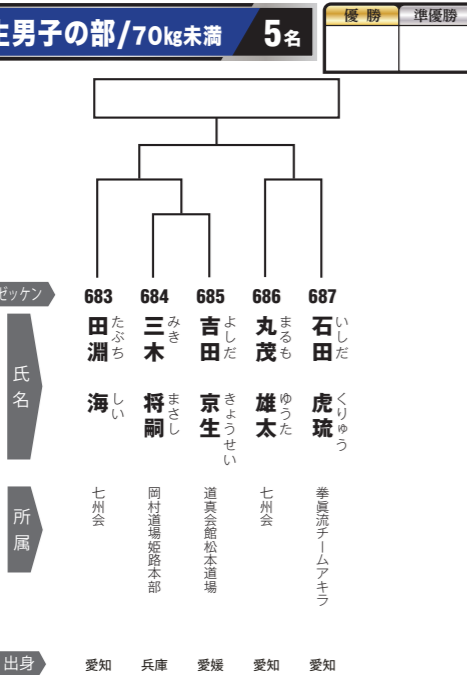 生男子の部/70kg未満 5名
優勝 準優勝
ゼッケン 683 684 685 686 687
氏名
田淵 海 たぶち しい
三木 将嗣 みき まさし
吉田 京生 よしだ きょうせい
丸茂 雄太 まるも ゆうた
石田 虎琉 いしだ くりゅう
所属
七州会
岡村道場姫路本部
道真会館松本道場
七州会
拳眞流チームアキラ
出身 愛知 兵庫 愛媛 愛知 愛知